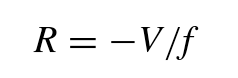 R = −V/f